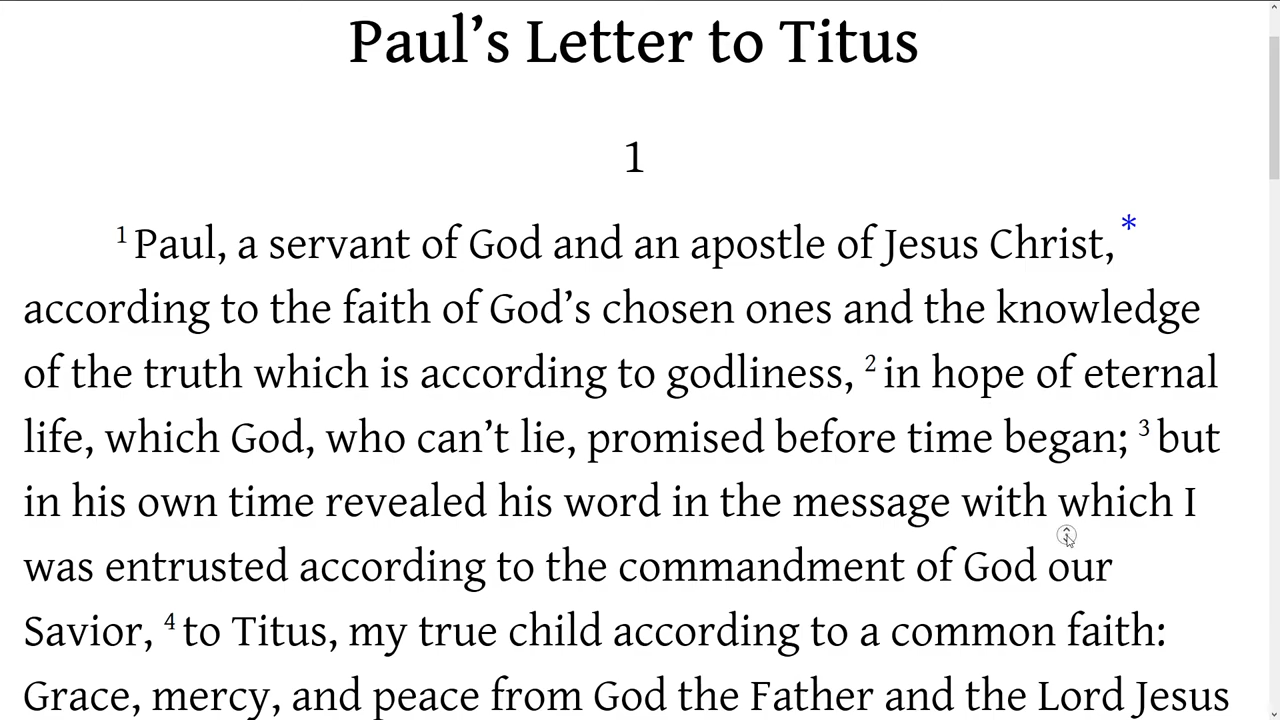 Paul’s Letter to Titus
1
1 Paul, a servant of God and an apostle of Jesus Christ,*
according to the faith of God’s chosen ones and the knowledge
of the truth which is according to godliness, 2 in hope of eternal
life, which God, who can’t lie, promised before time began; 3 but
in his own time revealed his word in the message with which I
was entrusted according to the commandment of God our
Savior, 4 to Titus, my true child according to a common faith:
Grace, mercy, and peace from God the Father and the Lord Jesus